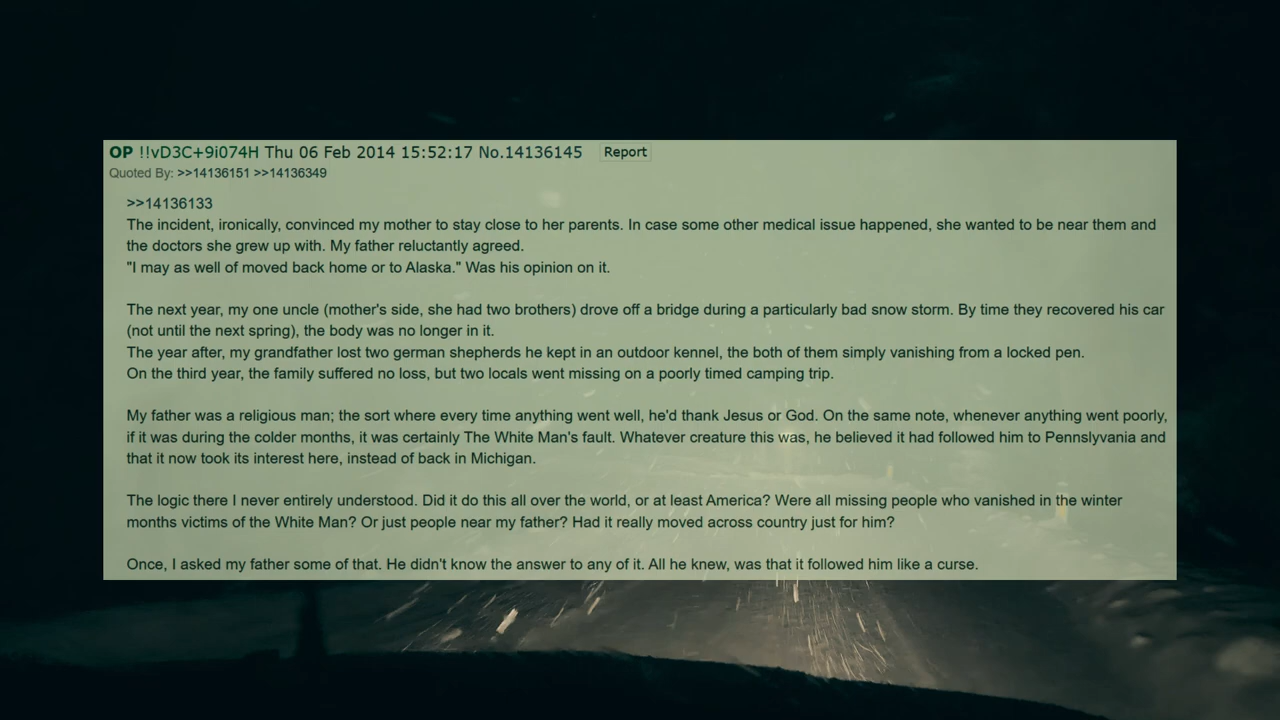 OP !!vD3C+9i074H Thu 06 Feb 2014 15:52:17 No.14136145 Report
Quoted By: >>14136151 >>14136349
>>14136133
The incident, ironically, convinced my mother to stay close to her parents. In case some other medical issue happened, she wanted to be near them and
the doctors she grew up with. My father reluctantly agreed.
"I may as well of moved back home or to Alaska." Was his opinion on it.
The next year, my one uncle (mother's side, she had two brothers) drove off a bridge during a particularly bad snow storm. By time they recovered his car
(not until the next spring), the body was no longer in it.
The year after, my grandfather lost two german shepherds he kept in an outdoor kennel, the both of them simply vanishing from a locked pen.
On the third year, the family suffered no loss, but two locals went missing on a poorly timed camping trip.
My father was a religious man; the sort where every time anything went well, he'd thank Jesus or God. On the same note, whenever anything went poorly,
if it was during the colder months, it was certainly The White Man's fault. Whatever creature this was, he believed it had followed him to Pennslyvania and
that it now took its interest here, instead of back in Michigan.
The logic there I never entirely understood. Did it do this all over the world, or at least America? Were all missing people who vanished in the winter
months victims of the White Man? Or just people near my father? Had it really moved across country just for him?
Once, I asked my father some of that. He didn't know the answer to any of it. All he knew, was that it followed him like a curse.